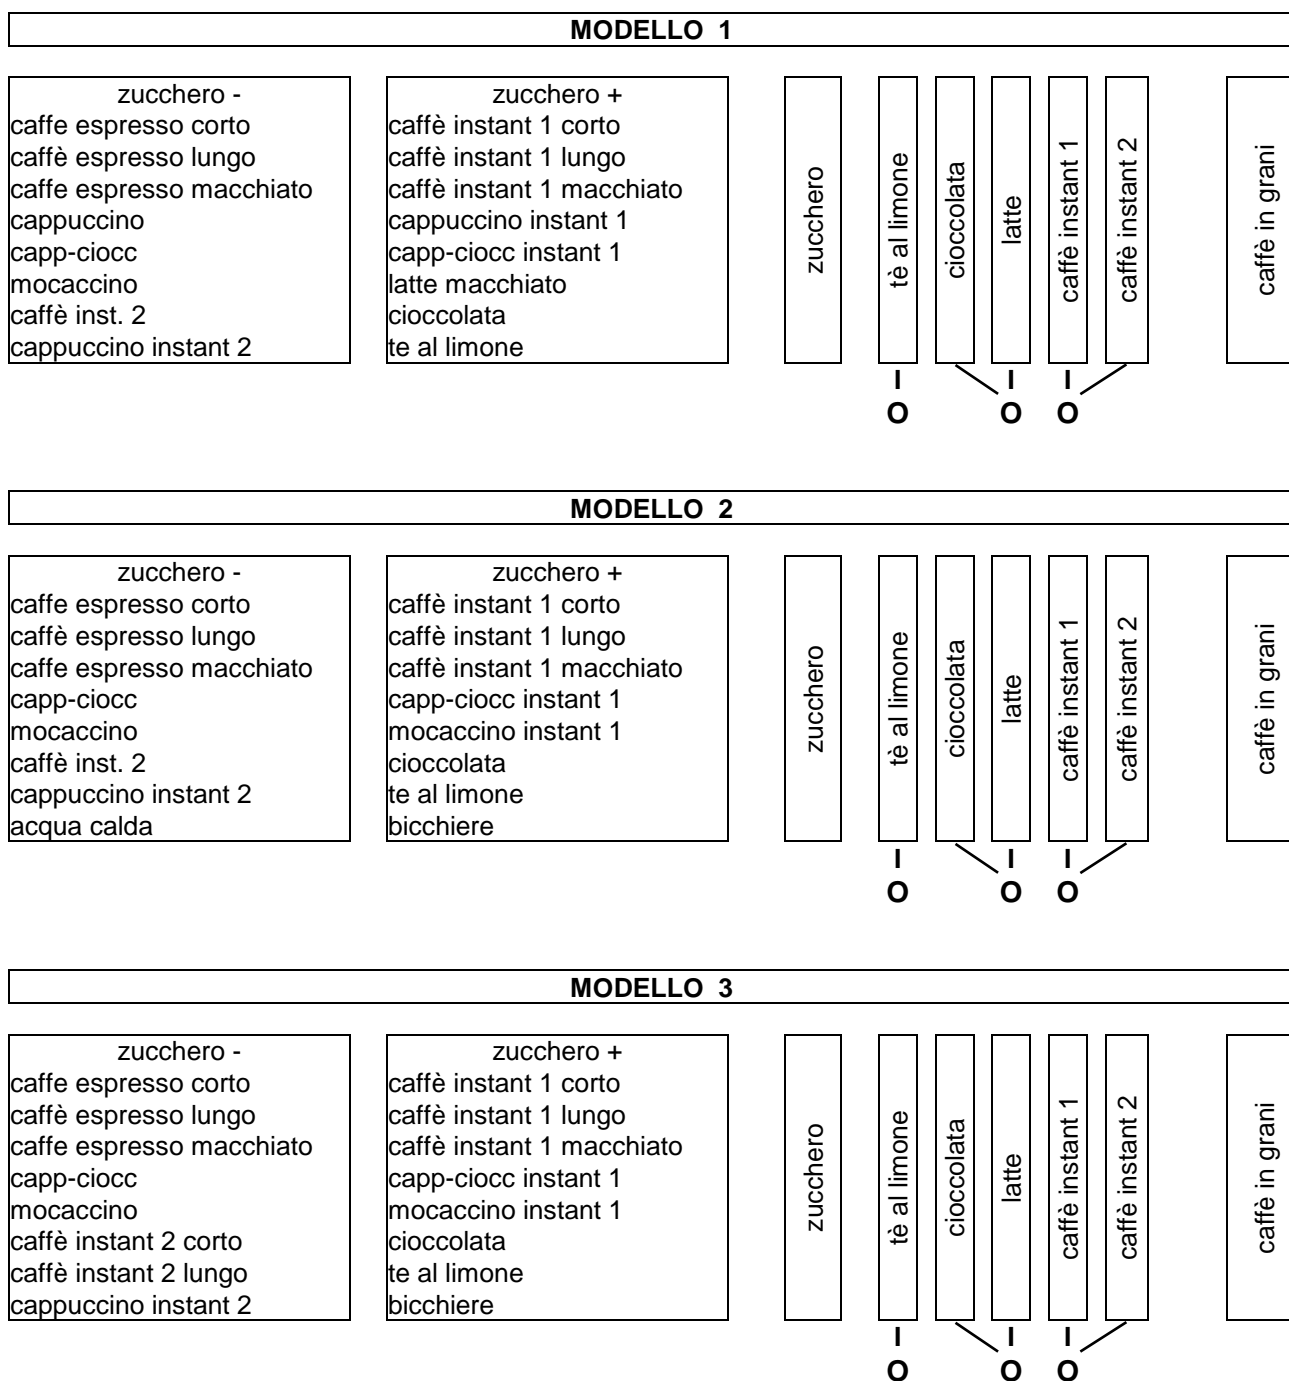 MODELLO 1
zucchero -
caffe espresso corto
caffè espresso lungo
caffe espresso macchiato
cappuccino
capp-ciocc
mocaccino
caffè inst. 2
cappuccino instant 2
zucchero +
caffè instant 1 corto
caffè instant 1 lungo
caffè instant 1 macchiato
cappuccino instant 1
capp-ciocc instant 1
latte macchiato
cioccolata
te al limone
zucchero
tè al limone
cioccolata
latte
caffè instant 1
caffè instant 2
caffè in grani
I I I
O O O
MODELLO 2
zucchero -
caffe espresso corto
caffè espresso lungo
caffe espresso macchiato
capp-ciocc
mocaccino
caffè inst. 2
cappuccino instant 2
acqua calda
zucchero +
caffè instant 1 corto
caffè instant 1 lungo
caffè instant 1 macchiato
capp-ciocc instant 1
mocaccino instant 1
cioccolata
te al limone
bicchiere
zucchero
tè al limone
cioccolata
latte
caffè instant 1
caffè instant 2
caffè in grani
I I I
O O O
MODELLO 3
zucchero -
caffe espresso corto
caffè espresso lungo
caffe espresso macchiato
capp-ciocc
mocaccino
caffè instant 2 corto
caffè instant 2 lungo
cappuccino instant 2
zucchero +
caffè instant 1 corto
caffè instant 1 lungo
caffè instant 1 macchiato
capp-ciocc instant 1
mocaccino instant 1
cioccolata
te al limone
bicchiere
zucchero
tè al limone
cioccolata
latte
caffè instant 1
caffè instant 2
caffè in grani
I I I
O O O